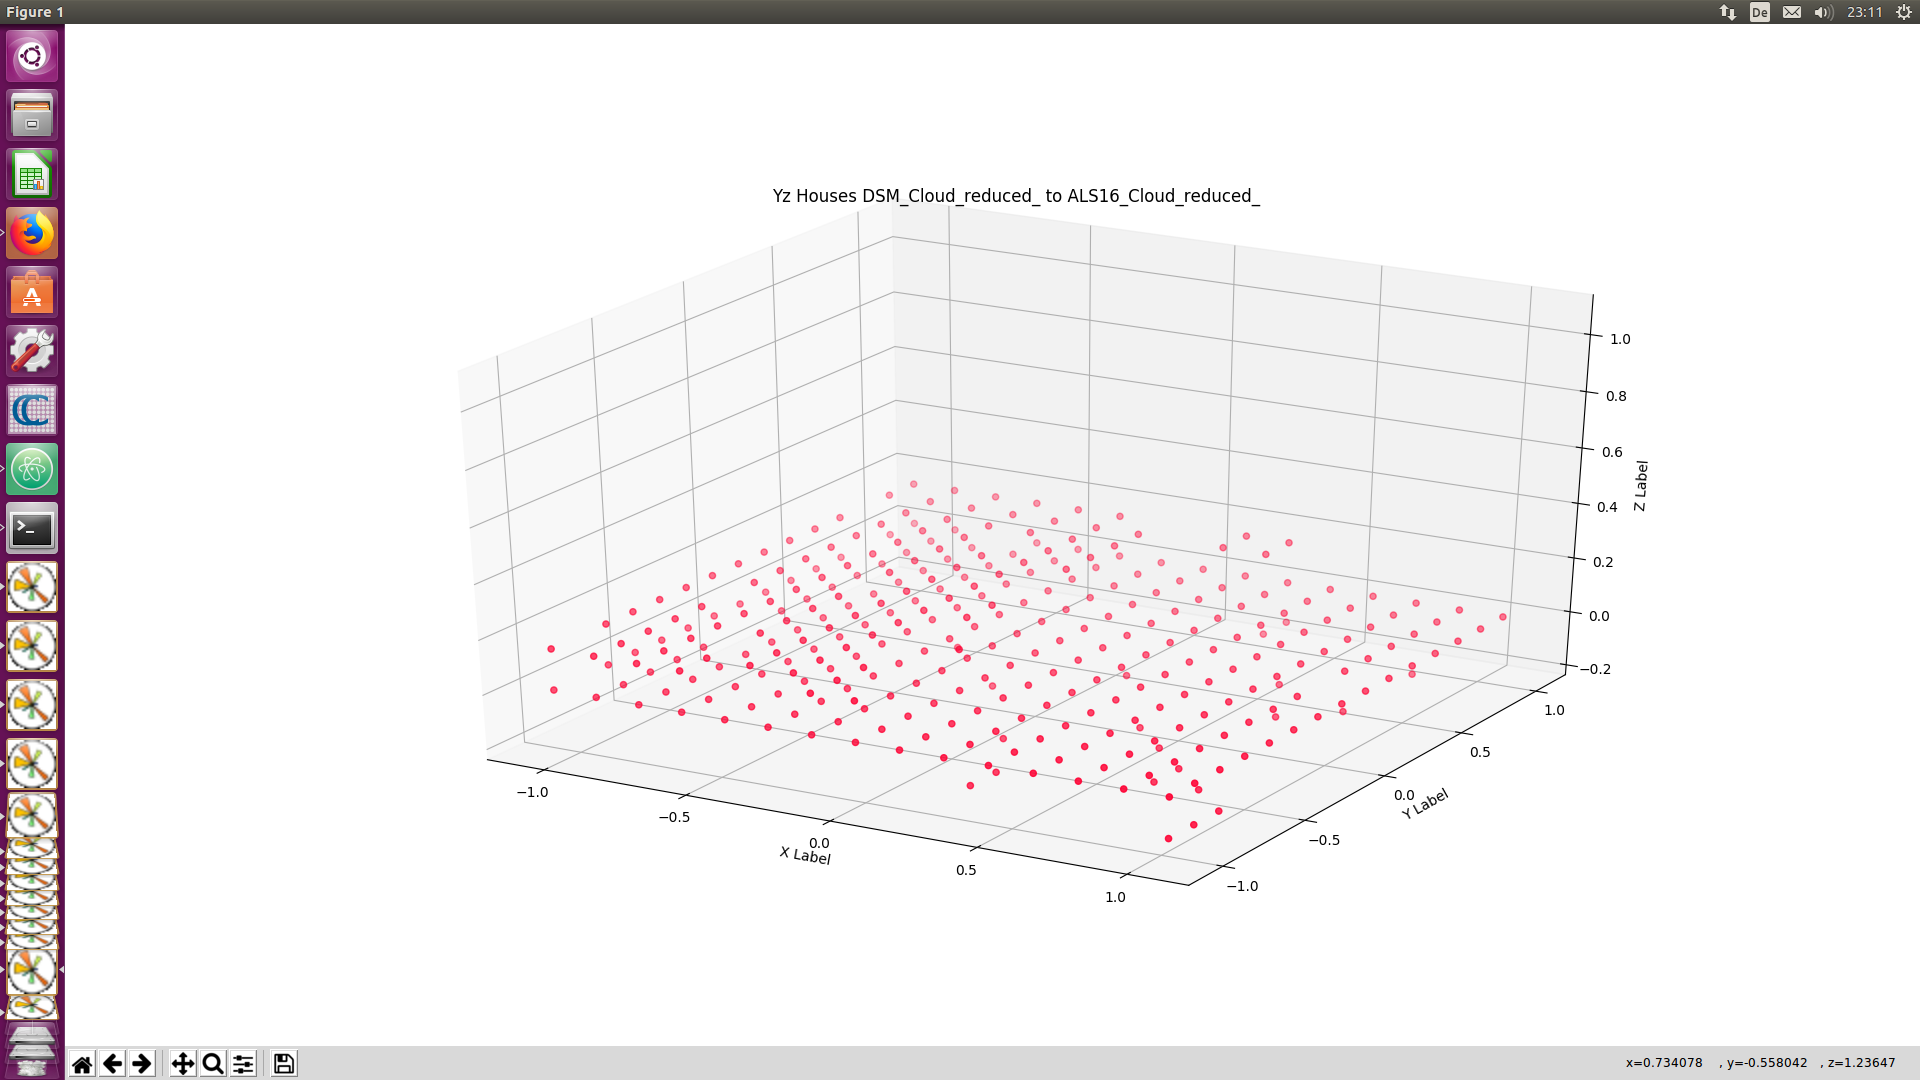 Figure 1
De
23:11
Yz Houses DSM_Cloud_reduced_ to ALS16_Cloud_reduced_
1.0
0.8
0.6
0.4
0.2
0.0
−0.2
Z Label
−1.0
−0.5
0.0
0.5
1.0
X Label
1.0
0.5
0.0
−0.5
−1.0
Y Label
x=0.734078 , y=-0.558042 , z=1.23647